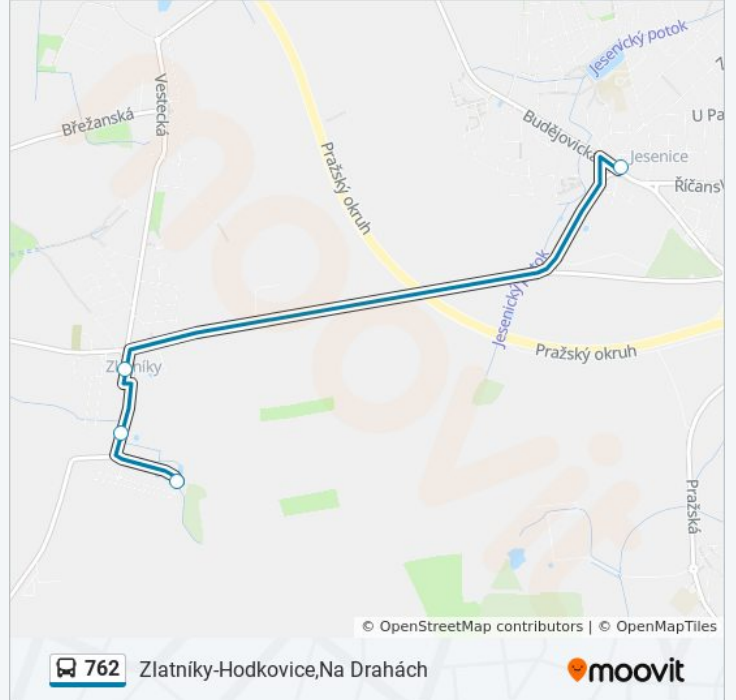 Jesenický potok
Vestecká
Břežanská
Budějovická
U Pa
Jesenice
Pražský okruh
Říčansk
Jesenický potok
Pražský okruh
Zlatníky
Pražská
moovit
© OpenStreetMap contributors | © OpenMapTiles
762 Zlatníky-Hodkovice,Na Drahách
moovit